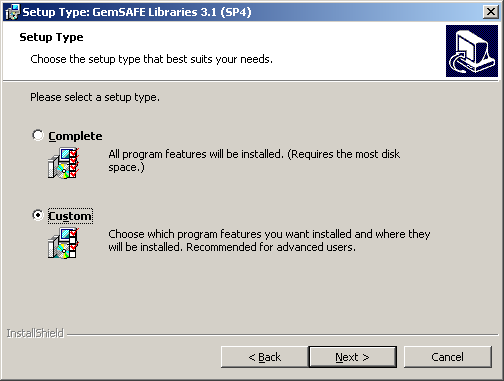 Setup Type: GemSAFE Libraries 3.1 (SP4)
Setup Type
Choose the setup type that best suits your needs.
Please select a setup type.
Complete
All program features will be installed. (Requires the most disk
space.)
Custom
Choose which program features you want installed and where they
will be installed. Recommended for advanced users.
InstallShield
< Back Next > Cancel